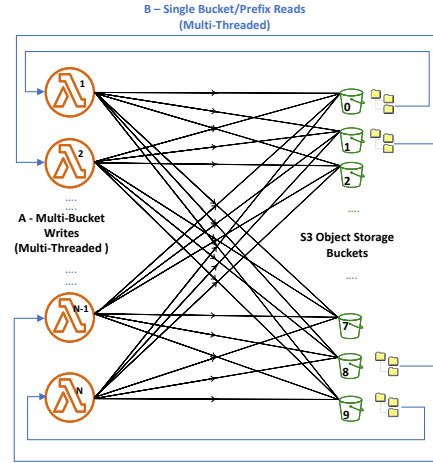 B – Single Bucket/Prefix Reads
(Multi-Threaded)
1
0
1
2
2
....
....
....
A - Multi-Bucket
Writes
(Multi-Threaded )
S3 Object Storage
Buckets
....
....
....
N-1
7
8
N
9